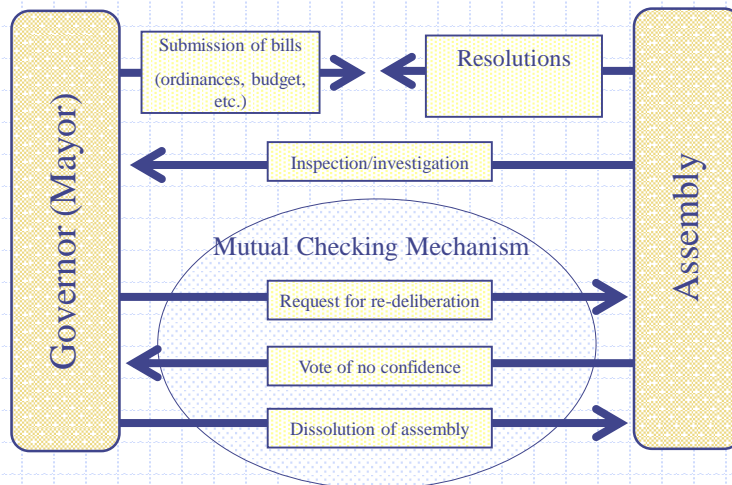 Governor (Mayor)
Submission of bills
(ordinances, budget,
etc.)
Resolutions
Inspection/investigation
Mutual Checking Mechanism
Request for re-deliberation
Vote of no confidence
Dissolution of assembly
Assembly